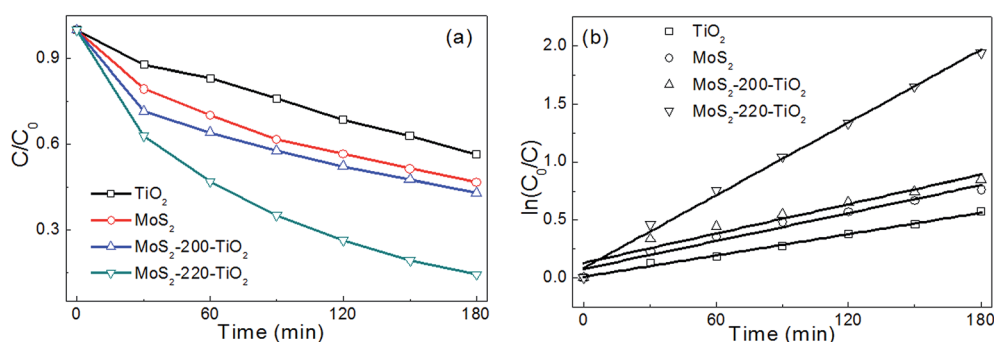 (a)
C/C₀
0.9
0.6
0.3
TiO₂
MoS₂
MoS₂-200-TiO₂
MoS₂-220-TiO₂
0 60 120 180
Time (min)
(b)
ln(C₀/C)
2.0
1.5
1.0
0.5
0.0
TiO₂
MoS₂
MoS₂-200-TiO₂
MoS₂-220-TiO₂
0 60 120 180
Time (min)